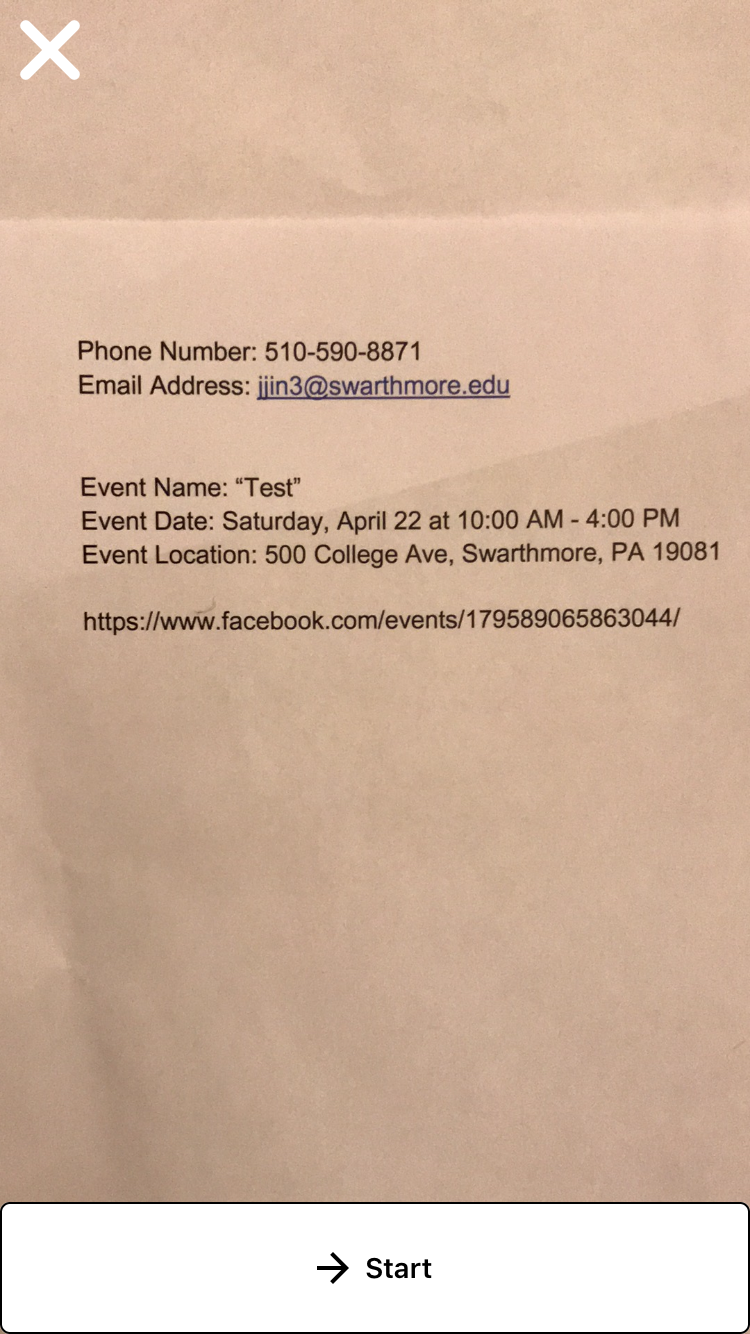 Phone Number: 510-590-8871
Email Address: jjin3@swarthmore.edu
Event Name: “Test”
Event Date: Saturday, April 22 at 10:00 AM - 4:00 PM
Event Location: 500 College Ave, Swarthmore, PA 19081
https://www.facebook.com/events/179589065863044/
Start